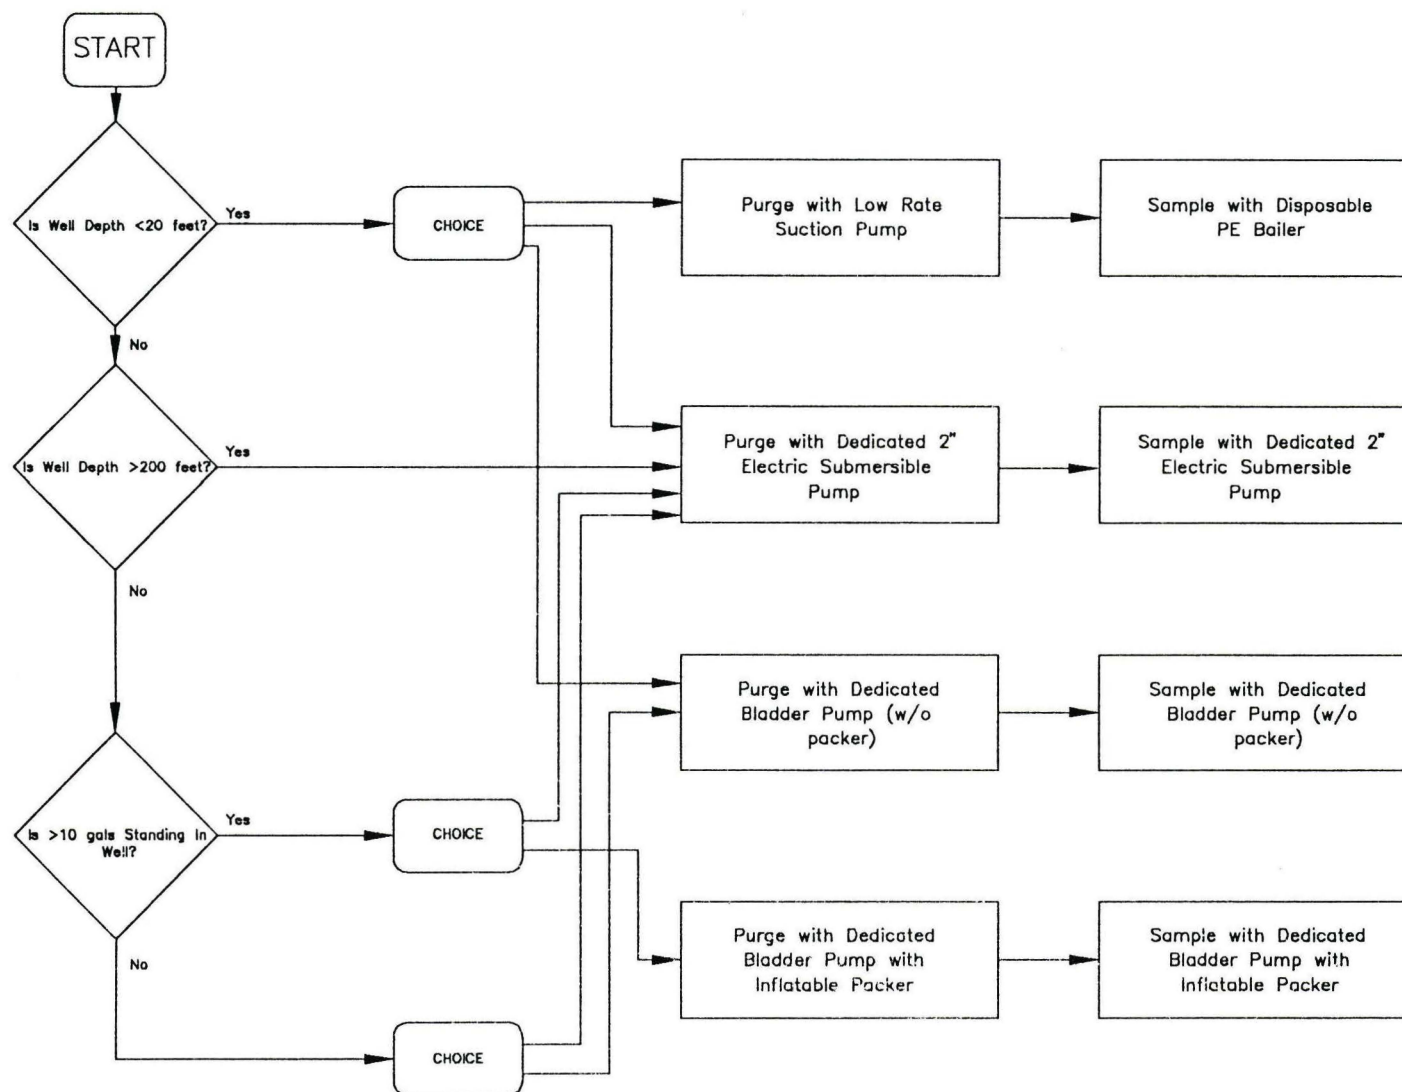 START
Is Well Depth <20 feet?
Yes
CHOICE
Purge with Low Rate
Suction Pump
Sample with Disposable
PE Bailer
No
Is Well Depth >200 feet?
Yes
Purge with Dedicated 2"
Electric Submersible
Pump
Sample with Dedicated 2"
Electric Submersible
Pump
No
Purge with Dedicated
Bladder Pump (w/o
packer)
Sample with Dedicated
Bladder Pump (w/o
packer)
Is >10 gals Standing In
Well?
Yes
CHOICE
Purge with Dedicated
Bladder Pump with
Inflatable Packer
Sample with Dedicated
Bladder Pump with
Inflatable Packer
No
CHOICE